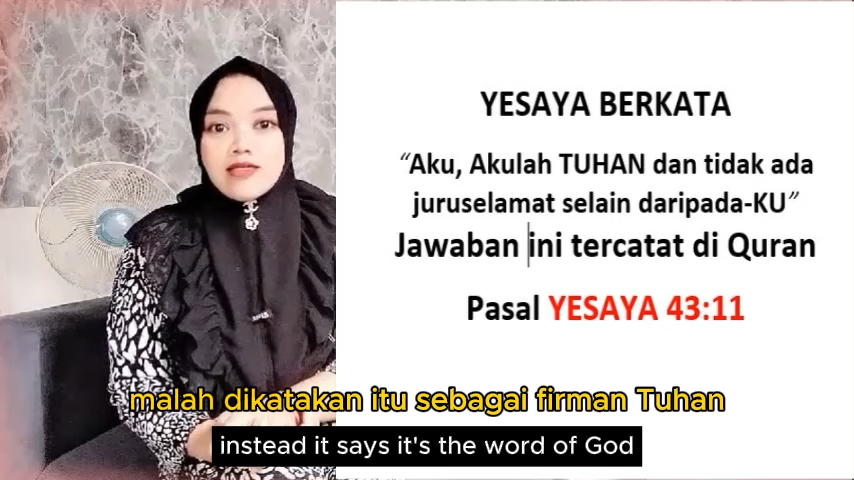 YESAYA BERKATA
“Aku, Akulah TUHAN dan tidak ada
juruselamat selain daripada-KU”
Jawaban ini tercatat di Quran
Pasal YESAYA 43:11
malah dikatakan itu sebagai firman Tuhan
instead it says it's the word of God